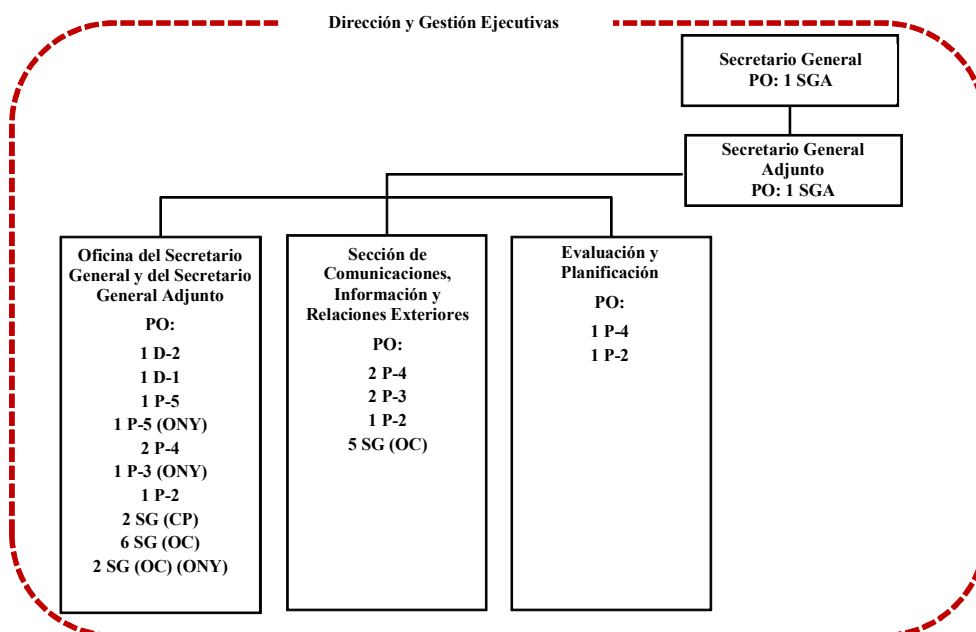 Dirección y Gestión Ejecutivas
Secretario General
PO: 1 SGA
Secretario General
Adjunto
PO: 1 SGA
Oficina del Secretario
General y del Secretario
General Adjunto
PO:
1 D-2
1 D-1
1 P-5
1 P-5 (ONY)
2 P-4
1 P-3 (ONY)
1 P-2
2 SG (CP)
6 SG (OC)
2 SG (OC) (ONY)
Sección de
Comunicaciones,
Información y
Relaciones Exteriores
PO:
2 P-4
2 P-3
1 P-2
5 SG (OC)
Evaluación y
Planificación
PO:
1 P-4
1 P-2